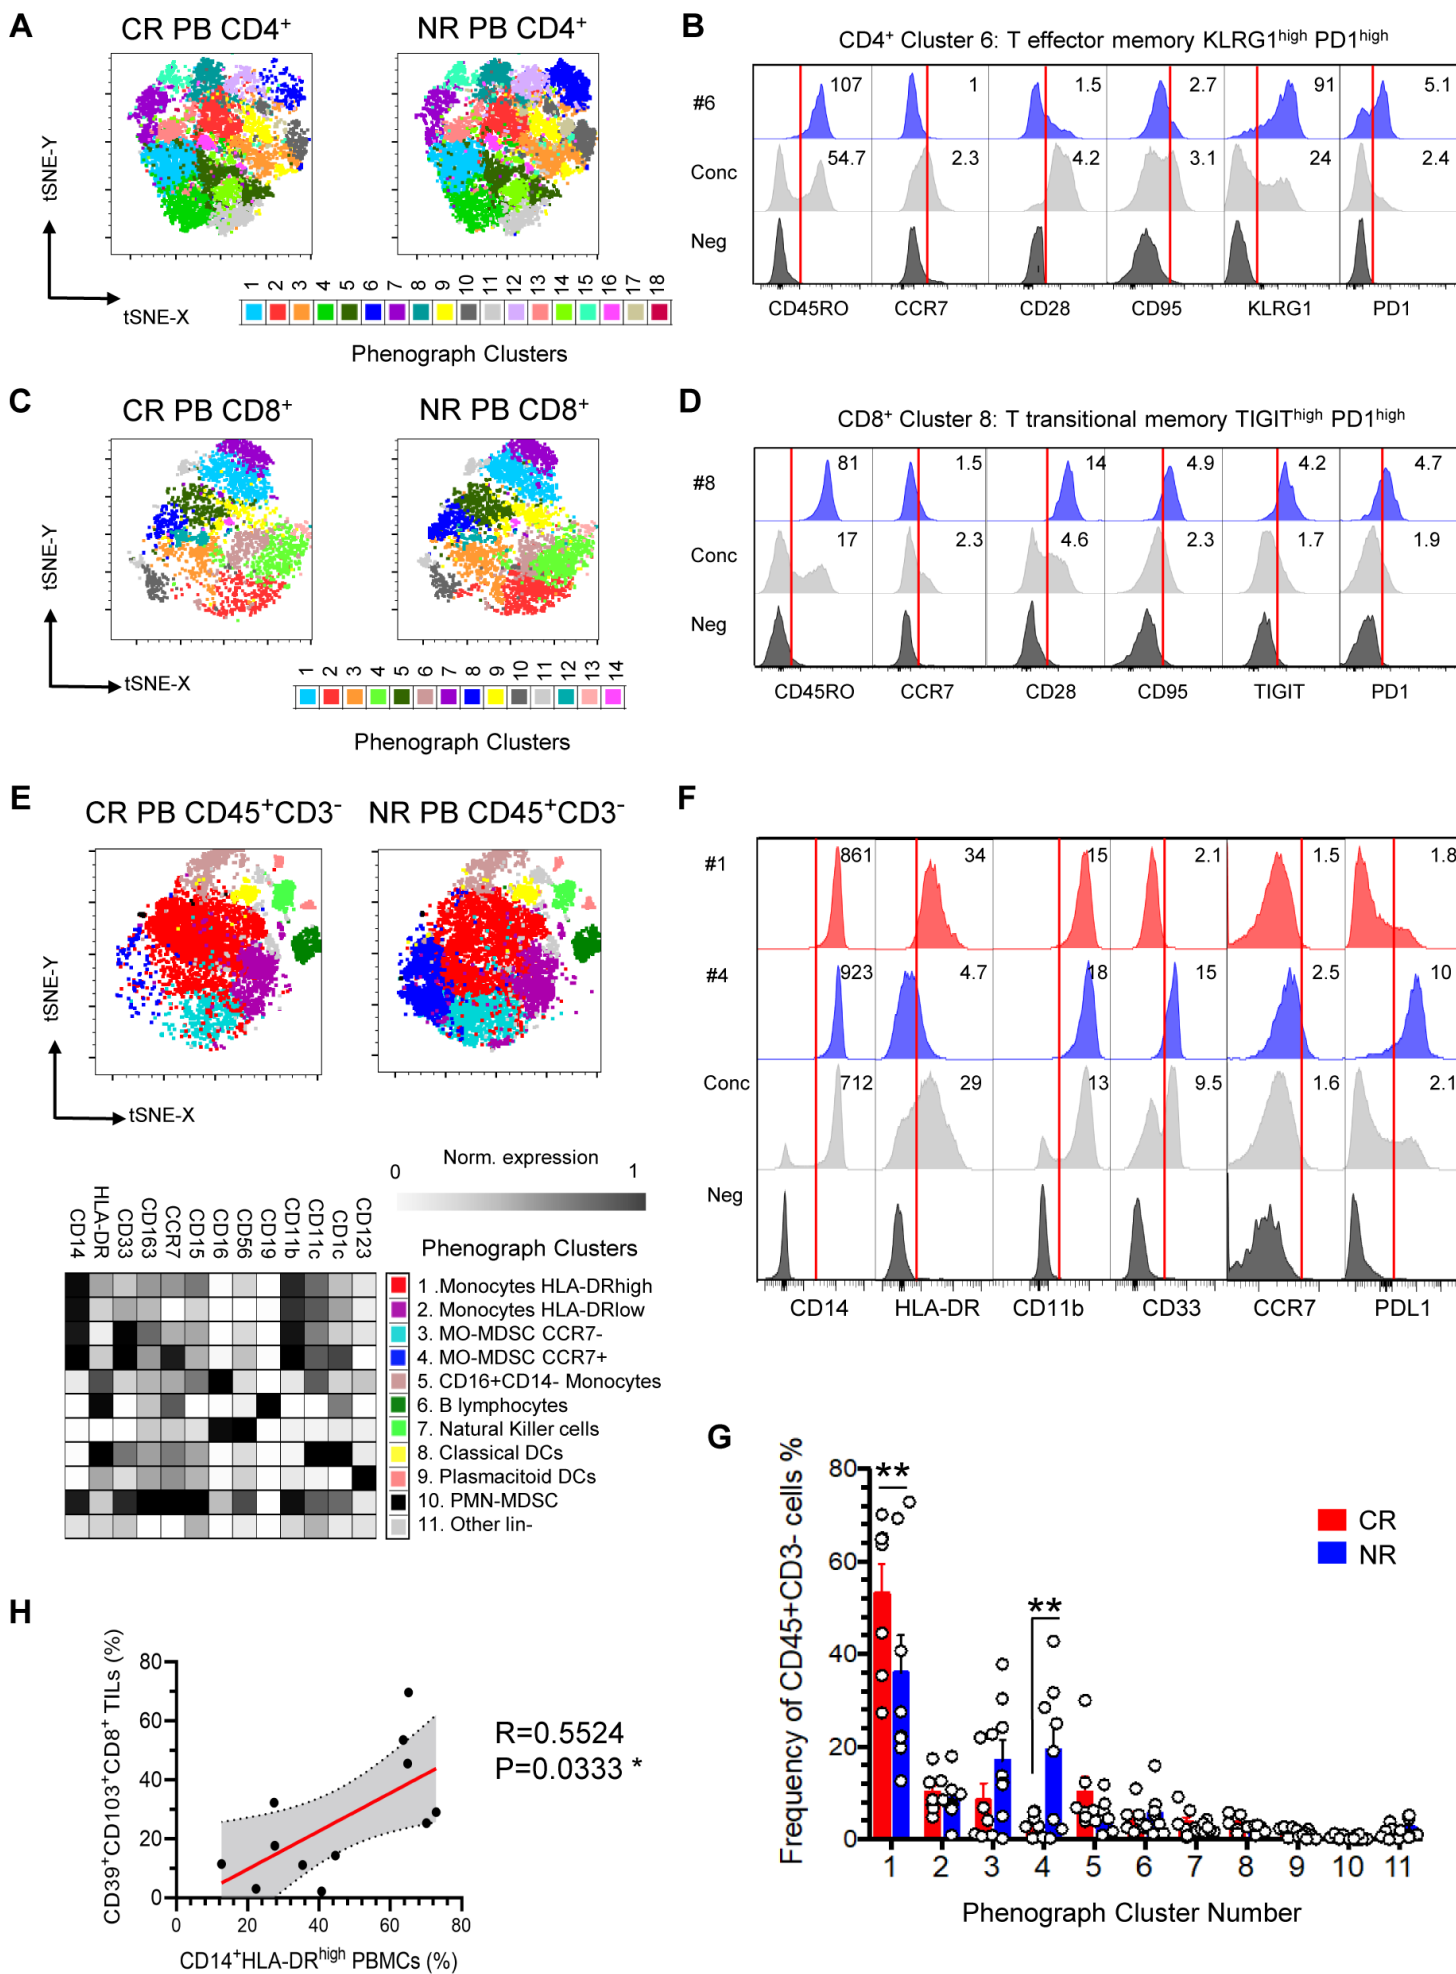 A
CR PB CD4+
NR PB CD4+
tSNE-Y
tSNE-X
1 2 3 4 5 6 7 8 9 10 11 12 13 14 15 16 17 18
Phenograph Clusters
B
CD4+ Cluster 6: T effector memory KLRG1high PD1high
#6 107 1 1.5 2.7 91 5.1
Conc 54.7 2.3 4.2 3.1 24 2.4
Neg
CD45RO CCR7 CD28 CD95 KLRG1 PD1
C
CR PB CD8+
NR PB CD8+
tSNE-Y
tSNE-X
1 2 3 4 5 6 7 8 9 10 11 12 13 14
Phenograph Clusters
D
CD8+ Cluster 8: T transitional memory TIGIThigh PD1high
#8 81 1.5 14 4.9 4.2 4.7
Conc 17 2.3 4.6 2.3 1.7 1.9
Neg
CD45RO CCR7 CD28 CD95 TIGIT PD1
E
CR PB CD45+CD3-
NR PB CD45+CD3-
tSNE-Y
tSNE-X
Norm. expression
0 1
CD14 HLA-DR CD33 CD163 CCR7 CD15 CD16 CD56 CD19 CD11b CD11c CD1c CD123
Phenograph Clusters
1 .Monocytes HLA-DRhigh
2. Monocytes HLA-DRlow
3. MO-MDSC CCR7-
4. MO-MDSC CCR7+
5. CD16+CD14- Monocytes
6. B lymphocytes
7. Natural Killer cells
8. Classical DCs
9. Plasmacitoid DCs
10. PMN-MDSC
11. Other lin-
F
#1 861 34 15 2.1 1.5 1.8
#4 923 4.7 18 15 2.5 10
Conc 712 29 13 9.5 1.6 2.1
Neg
CD14 HLA-DR CD11b CD33 CCR7 PDL1
G
Frequency of CD45+CD3- cells %
80
60
40
20
0
**
**
CR
NR
1 2 3 4 5 6 7 8 9 10 11
Phenograph Cluster Number
H
CD39+CD103+CD8+ TILs (%)
80
60
40
20
0
0 20 40 60 80
R=0.5524
P=0.0333 *
CD14+HLA-DRhigh PBMCs (%)